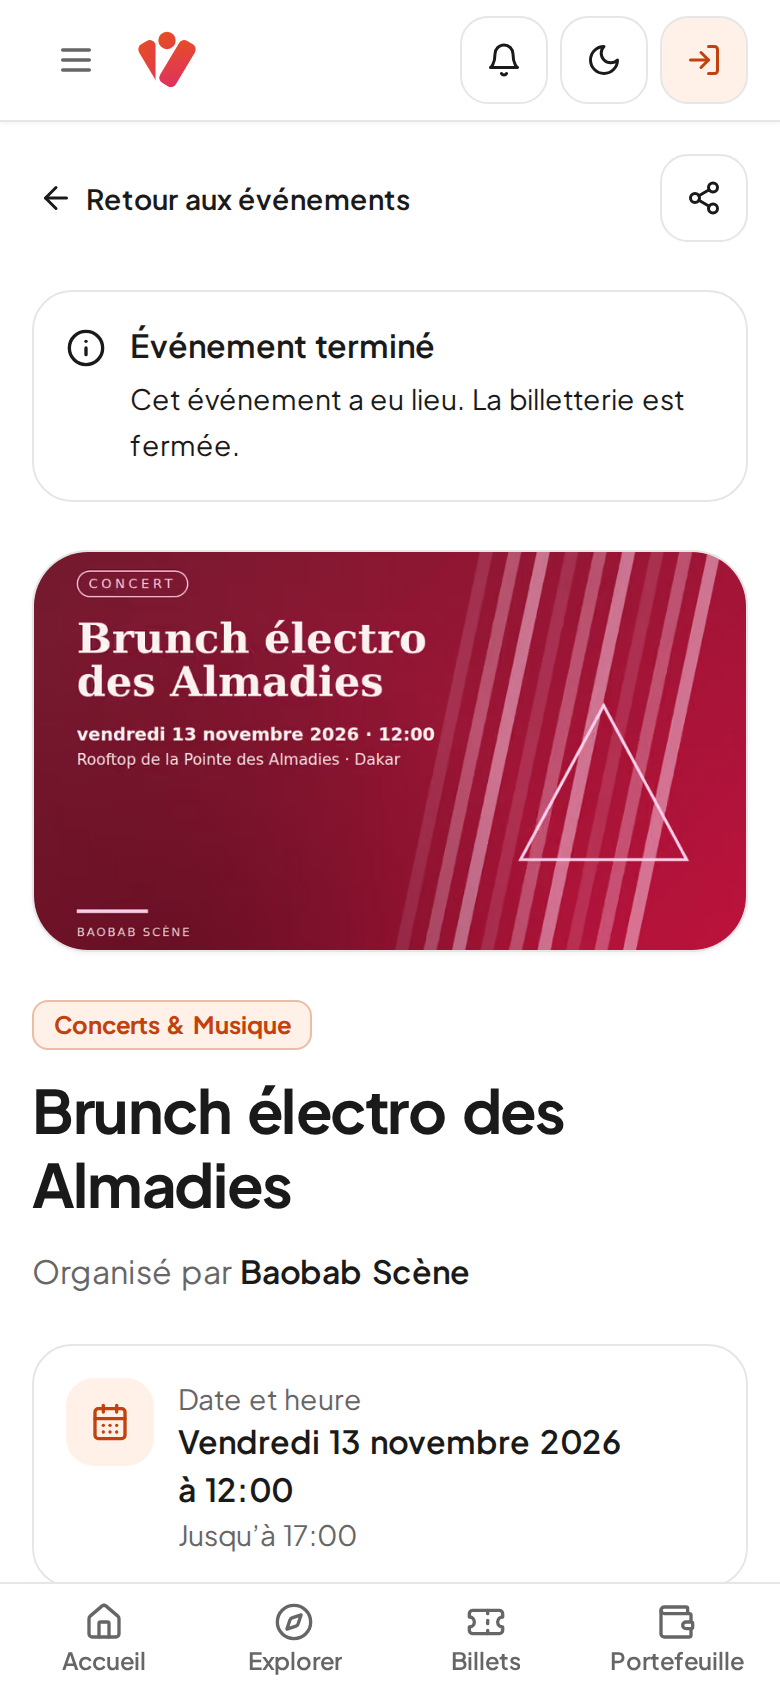 Retour aux événements
Événement terminé
Cet événement a eu lieu. La billetterie est
fermée.
CONCERT
Brunch électro
des Almadies
vendredi 13 novembre 2026 · 12:00
Rooftop de la Pointe des Almadies · Dakar
BAOBAB SCÈNE
Concerts & Musique
Brunch électro des
Almadies
Organisé par Baobab Scène
Date et heure
Vendredi 13 novembre 2026
à 12:00
Jusqu’à 17:00
Accueil
Explorer
Billets
Portefeuille